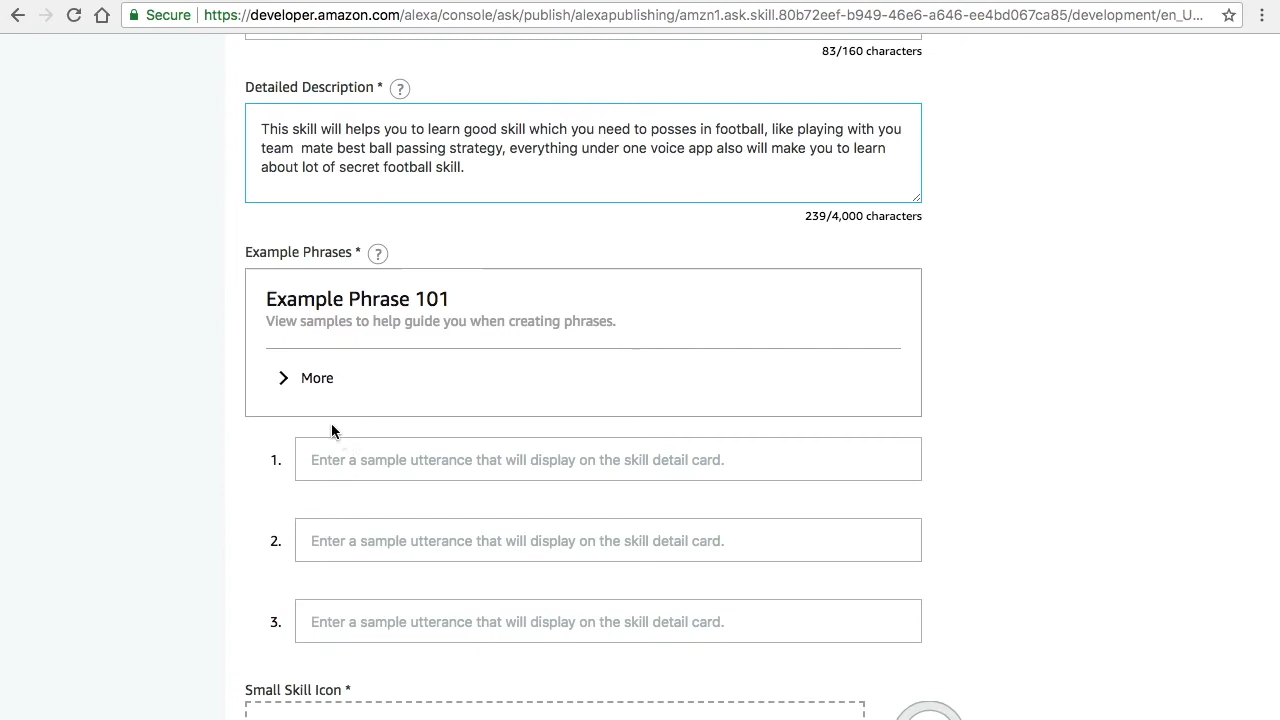 Secure
https://developer.amazon.com/alexa/console/ask/publish/alexapublishing/amzn1.ask.skill.80b72eef-b949-46e6-a646-ee4bd067ca85/development/en_U...
83/160 characters
Detailed Description * ?
This skill will helps you to learn good skill which you need to posses in football, like playing with you
team  mate best ball passing strategy, everything under one voice app also will make you to learn
about lot of secret football skill.
239/4,000 characters
Example Phrases * ?
Example Phrase 101
View samples to help guide you when creating phrases.
More
1. Enter a sample utterance that will display on the skill detail card.
2. Enter a sample utterance that will display on the skill detail card.
3. Enter a sample utterance that will display on the skill detail card.
Small Skill Icon *